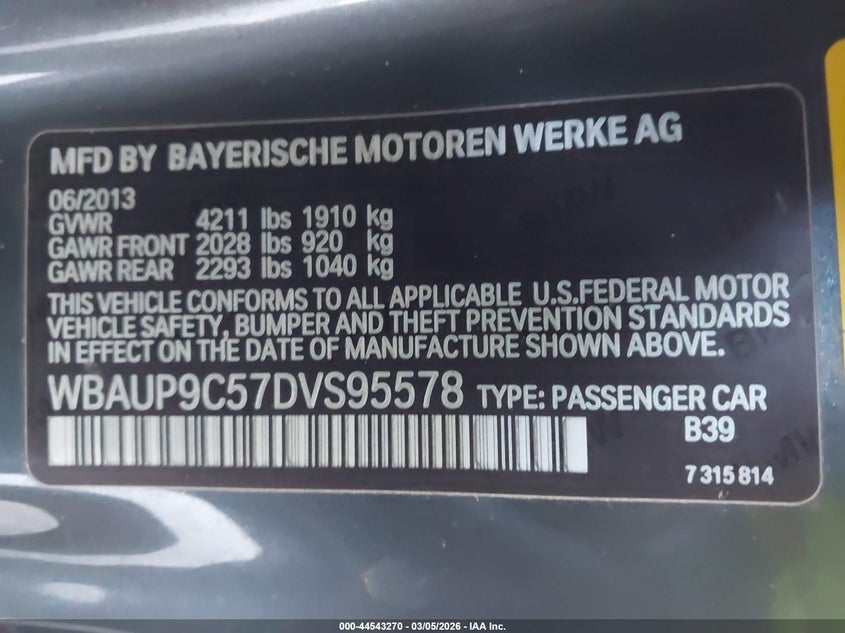 MFD BY BAYERISCHE MOTOREN WERKE AG
06/2013
GVWR 4211 lbs 1910 kg
GAWR FRONT 2028 lbs 920 kg
GAWR REAR 2293 lbs 1040 kg
THIS VEHICLE CONFORMS TO ALL APPLICABLE U.S.FEDERAL MOTOR
VEHICLE SAFETY, BUMPER AND THEFT PREVENTION STANDARDS
IN EFFECT ON THE DATE OF MANUFACTURE SHOWN ABOVE.
WBAUP9C57DVS95578 TYPE: PASSENGER CAR
B39
7 315 814
000-44543270 - 03/05/2026 - IAA Inc.